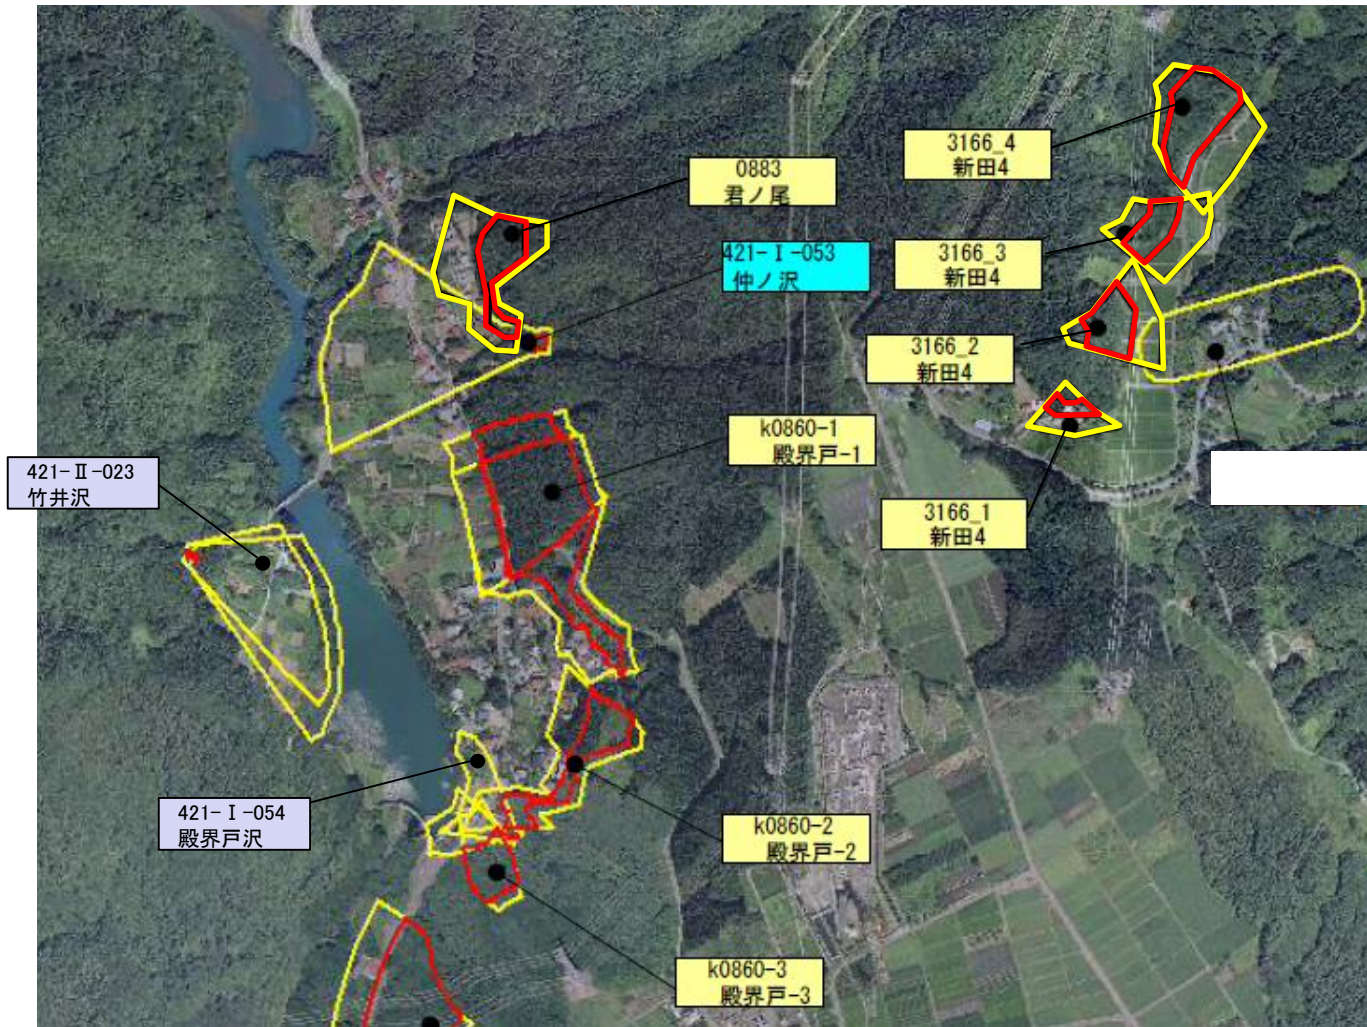 3166_4
新田4
0883
君ノ尾
421-Ⅰ-053
仲ノ沢
3166_3
新田4
3166_2
新田4
k0860-1
殿界戸-1
421-Ⅱ-023
竹井沢
3166_1
新田4
421-Ⅰ-054
殿界戸沢
k0860-2
殿界戸-2
k0860-3
殿界戸-3